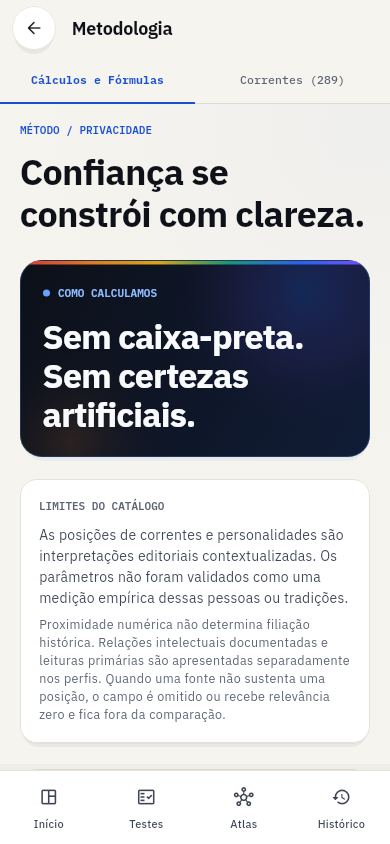 Metodologia
Cálculos e Fórmulas
Correntes (289)
MÉTODO / PRIVACIDADE
Confiança se
constrói com clareza.
COMO CALCULAMOS
Sem caixa-preta.
Sem certezas
artificiais.
LIMITES DO CATÁLOGO
As posições de correntes e personalidades são
interpretações editoriais contextualizadas. Os
parâmetros não foram validados como uma
medição empírica dessas pessoas ou tradições.
Proximidade numérica não determina filiação
histórica. Relações intelectuais documentadas e
leituras primárias são apresentadas separadamente
nos perfis. Quando uma fonte não sustenta uma
posição, o campo é omitido ou recebe relevância
zero e fica fora da comparação.
Início
Testes
Atlas
Histórico